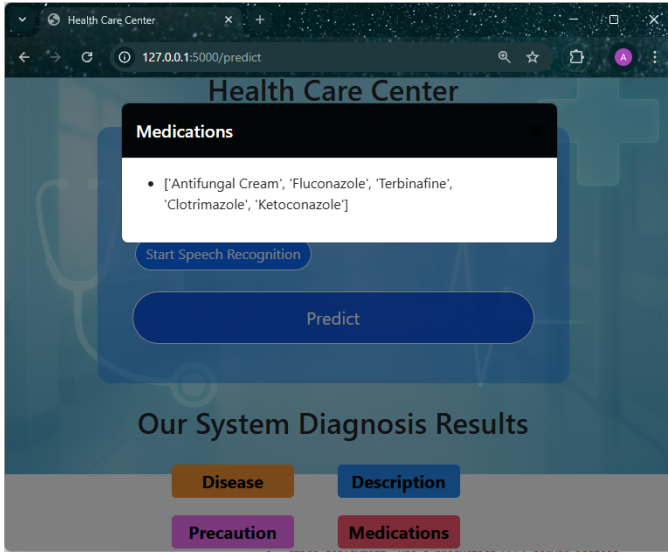 Health Care Center
127.0.0.1:5000/predict
A
Health Care Center
Medications
['Antifungal Cream', 'Fluconazole', 'Terbinafine',
'Clotrimazole', 'Ketoconazole']
Start Speech Recognition
Predict
Our System Diagnosis Results
Disease Description
Precaution Medications